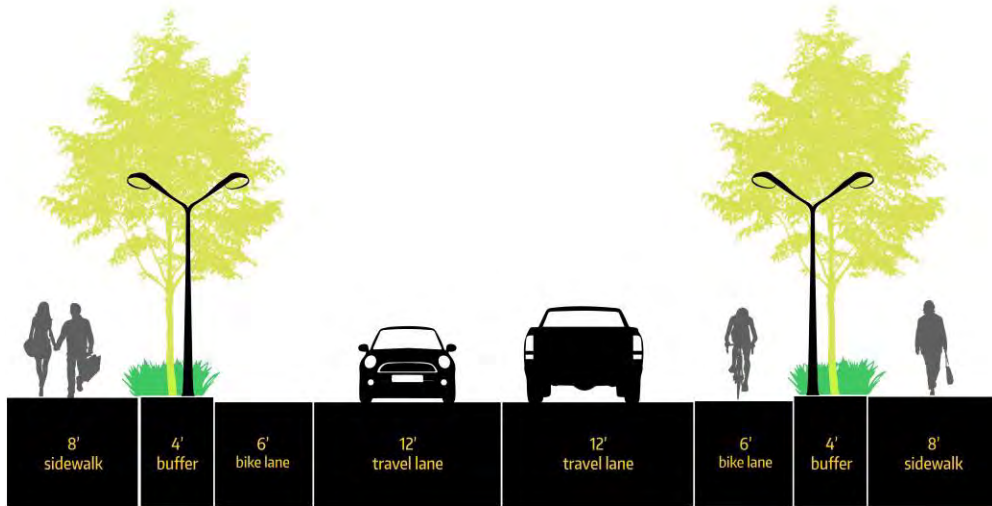 8'
sidewalk
4'
buffer
6'
bike lane
12'
travel lane
12'
travel lane
6'
bike lane
4'
buffer
8'
sidewalk